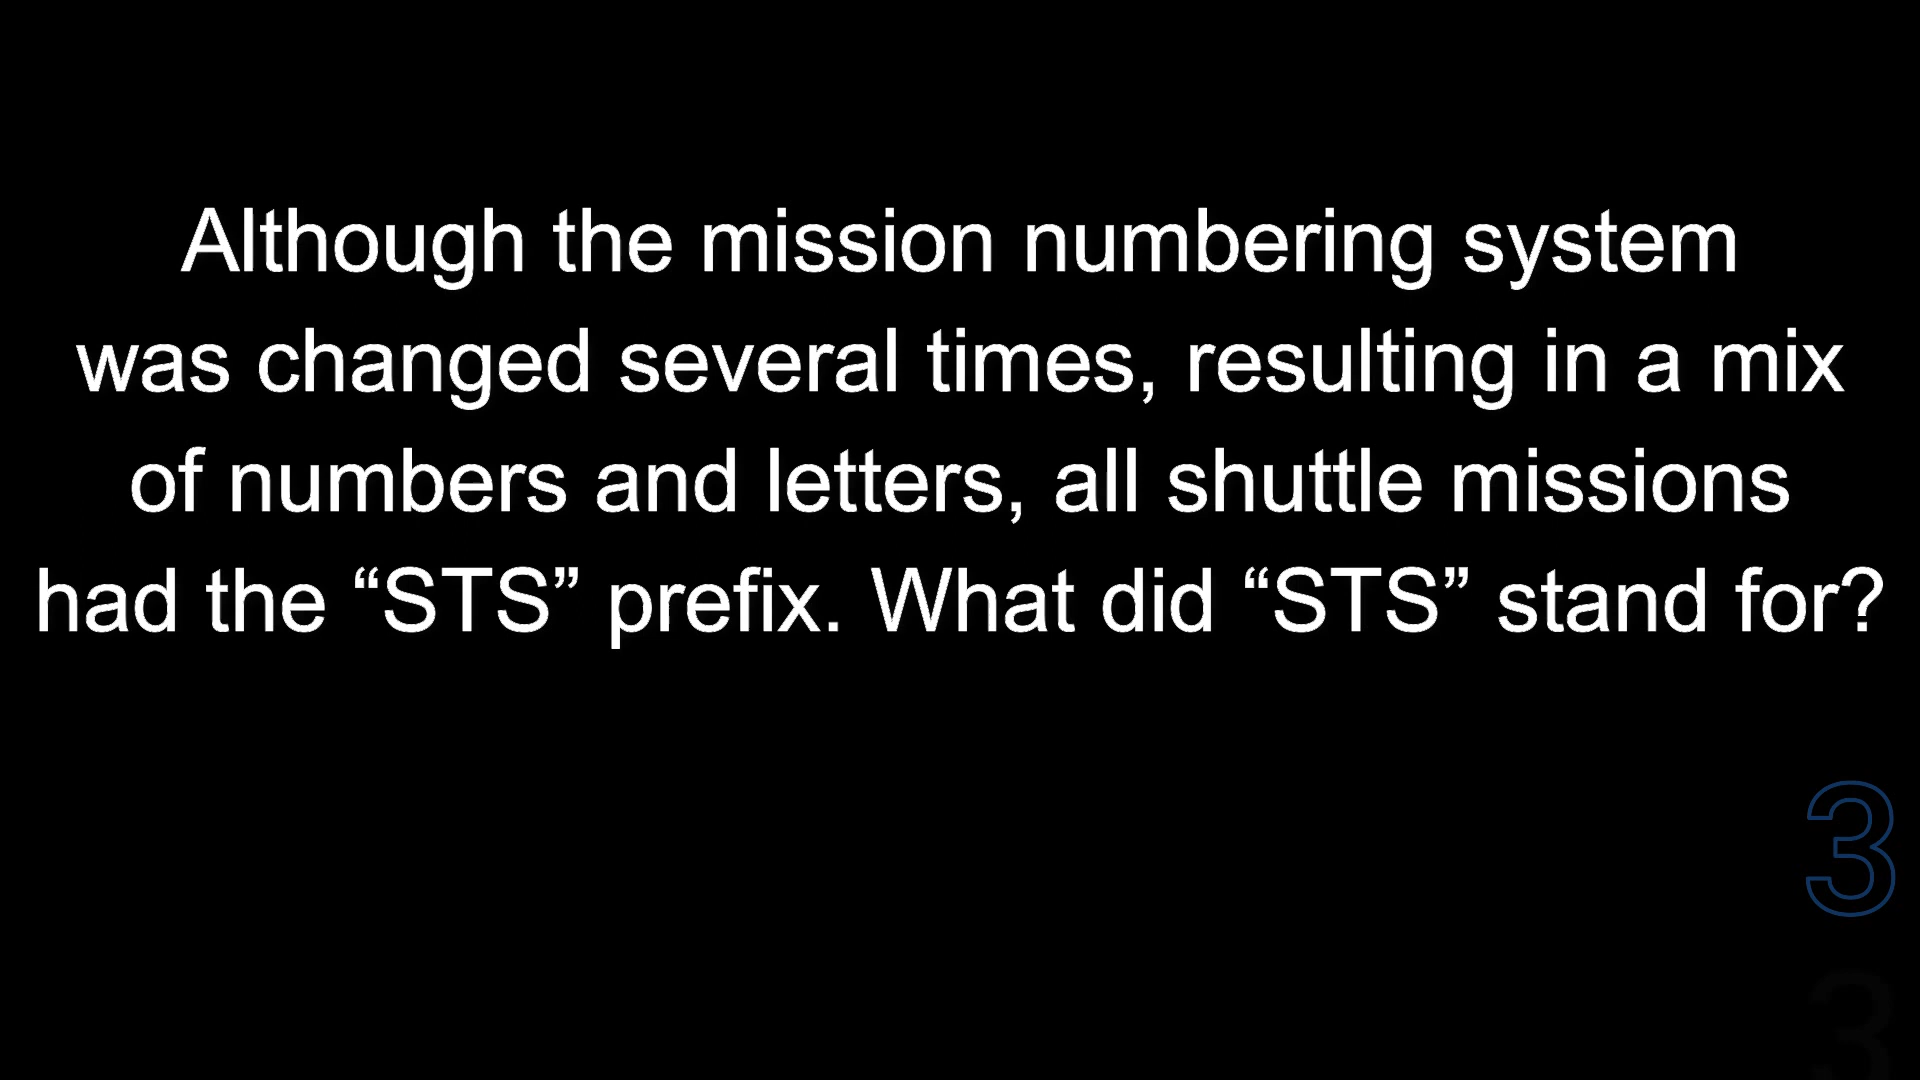 Although the mission numbering system
was changed several times, resulting in a mix
of numbers and letters, all shuttle missions
had the “STS” prefix. What did “STS” stand for?
3
3